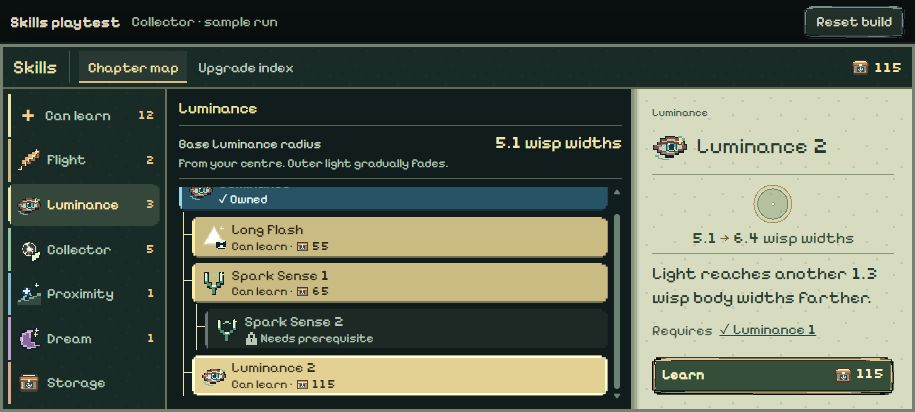 Skills playtest Collector · sample run Reset build
Skills Chapter map Upgrade index 115
Can learn 12
Flight 2
Luminance 3
Collector 5
Proximity 1
Dream 1
Storage
Luminance
Base Luminance radius 5.1 wisp widths
From your centre. Outer light gradually fades.
✓ Owned
Long Flash
Can learn · 55
Spark Sense 1
Can learn · 65
Spark Sense 2
Needs prerequisite
Luminance 2
Can learn · 115
Luminance
Luminance 2
5.1 → 6.4 wisp widths
Light reaches another 1.3
wisp body widths farther.
Requires ✓ Luminance 1
Learn 115